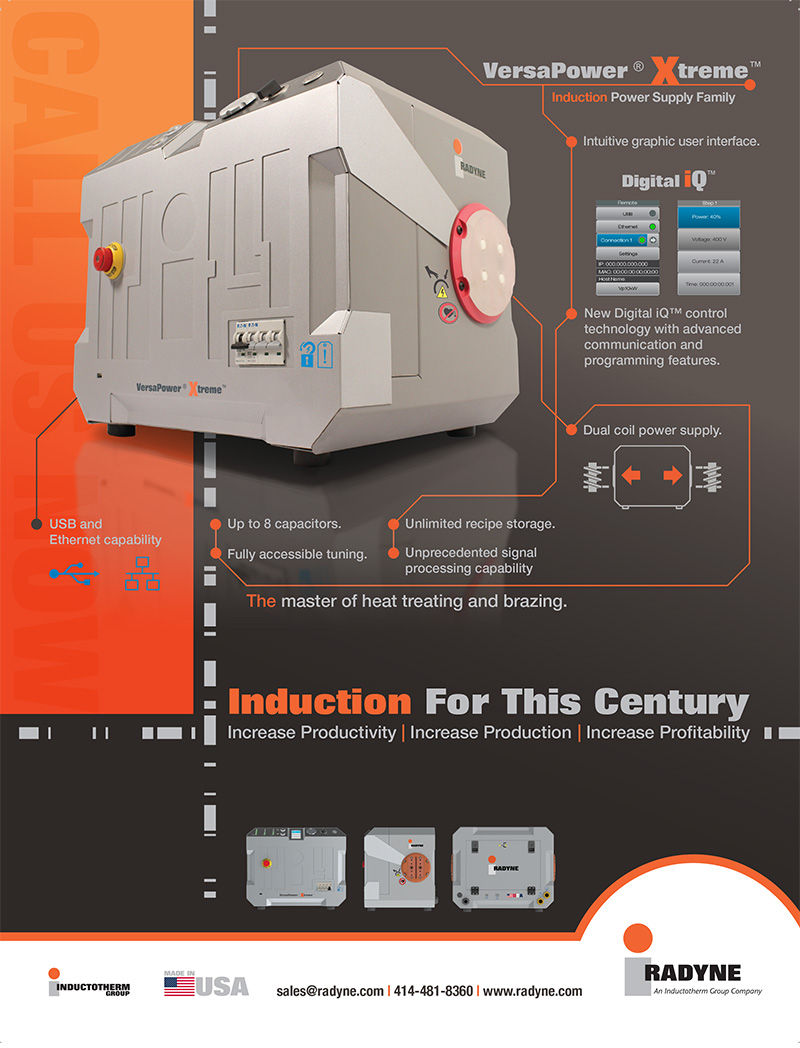 CALL US NOW
VersaPower® Xtreme™
Induction Power Supply Family
RADYNE
Intuitive graphic user interface.
Digital iQ™
Remote
USB
Ethernet
Connection 1
Settings
IP: 000.000.000.000
MAC: 00:00:00:00:00:00
Host Name:
Vp10kW
Step 1
Power: 40%
Voltage: 400 V
Current: 22 A
Time: 000:00:00.001
New Digital iQ™ control
technology with advanced
communication and
programming features.
EATON EATON
VersaPower® Xtreme™
Dual coil power supply.
USB and
Ethernet capability
Up to 8 capacitors.
Fully accessible tuning.
Unlimited recipe storage.
Unprecedented signal
processing capability
The master of heat treating and brazing.
Induction For This Century
Increase Productivity | Increase Production | Increase Profitability
VersaPower Xtreme
RADYNE
RADYNE
INDUCTOTHERM
GROUP
MADE IN
USA
sales@radyne.com | 414-481-8360 | www.radyne.com
RADYNE
An Inductotherm Group Company